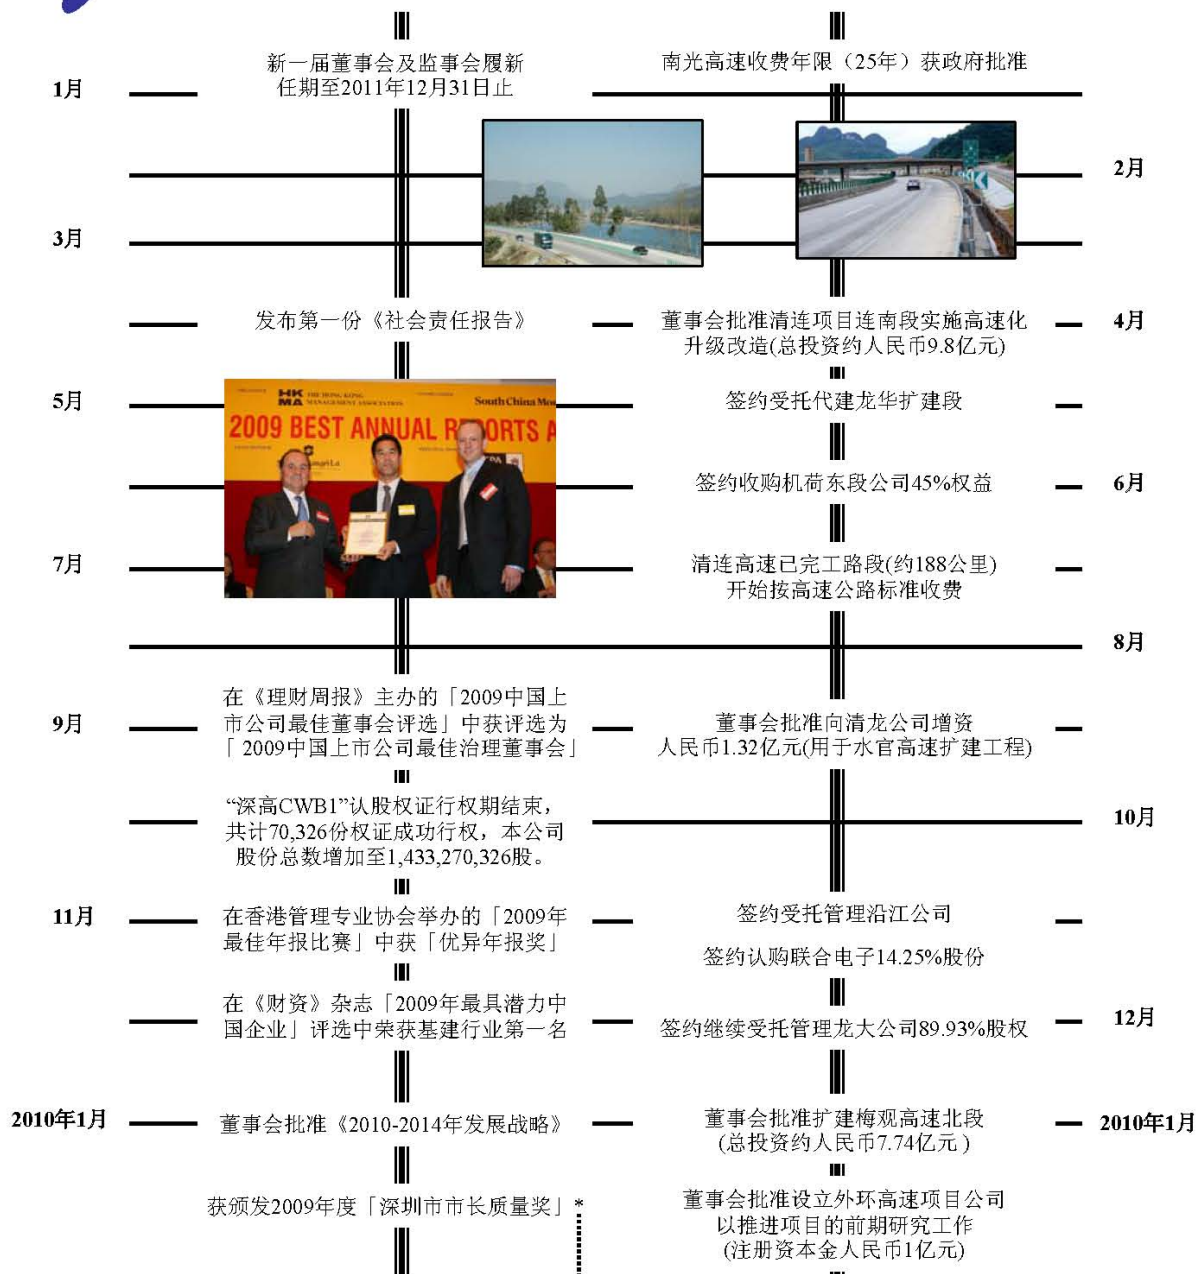 新一届董事会及监事会履新
任期至2011年12月31日止
南光高速收费年限（25年）获政府批准
1月
2月
3月
发布第一份《社会责任报告》
董事会批准清连项目连南段实施高速化
升级改造(总投资约人民币9.8亿元)
4月
5月
HK
MA
THE HONG KONG
MANAGEMENT ASSOCIATION
South China Mo
2009 BEST ANNUAL REPORTS A
签约受托代建龙华扩建段
签约收购机荷东段公司45%权益
6月
7月
清连高速已完工路段(约188公里)
开始按高速公路标准收费
8月
9月
在《理财周报》主办的「2009中国上
市公司最佳董事会评选」中获评选为
「2009中国上市公司最佳治理董事会」
董事会批准向清龙公司增资
人民币1.32亿元(用于水官高速扩建工程)
“深高CWB1”认股权证行权期结束，
共计70,326份权证成功行权，本公司
股份总数增加至1,433,270,326股。
10月
11月
在香港管理专业协会举办的「2009年
最佳年报比赛」中获「优异年报奖」
签约受托管理沿江公司
签约认购联合电子14.25%股份
在《财资》杂志「2009年最具潜力中
国企业」评选中荣获基建行业第一名
签约继续受托管理龙大公司89.93%股权
12月
2010年1月
董事会批准《2010-2014年发展战略》
董事会批准扩建梅观高速北段
(总投资约人民币7.74亿元 )
2010年1月
获颁发2009年度「深圳市市长质量奖」*
董事会批准设立外环高速项目公司
以推进项目的前期研究工作
(注册资本金人民币1亿元)